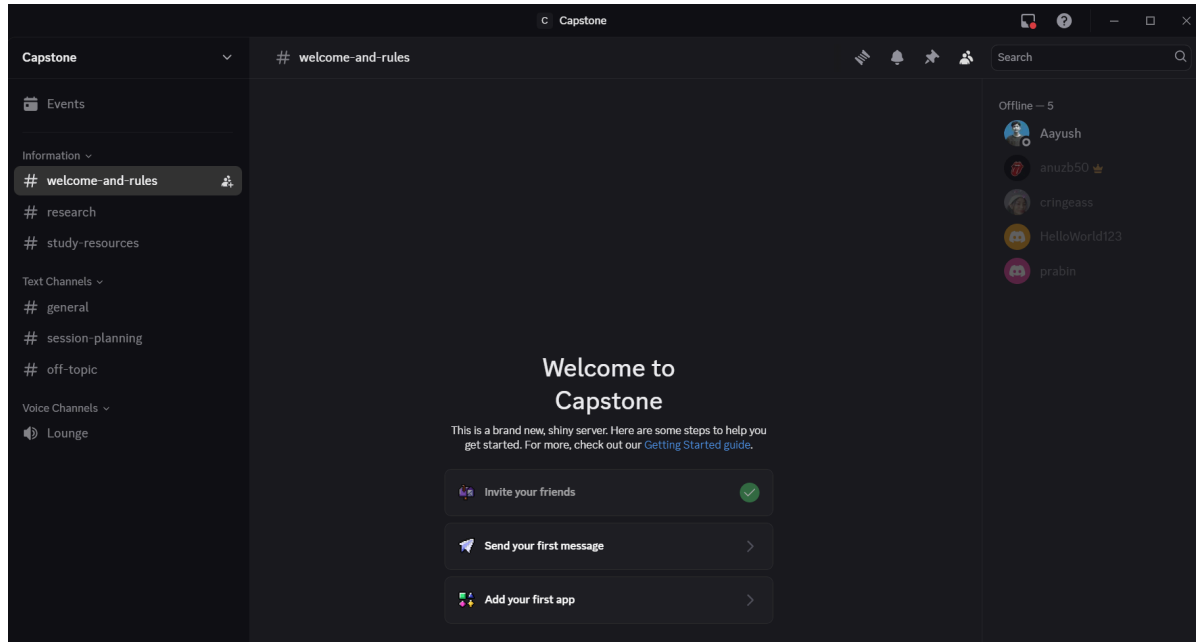 C Capstone
Capstone
# welcome-and-rules
Search
Events
Information
# welcome-and-rules
# research
# study-resources
Text Channels
# general
# session-planning
# off-topic
Voice Channels
Lounge
Welcome to
Capstone
This is a brand new, shiny server. Here are some steps to help you
get started. For more, check out our Getting Started guide.
Invite your friends
Send your first message
Add your first app
Offline — 5
Aayush
anuzb50
cringeass
HelloWorld123
prabin